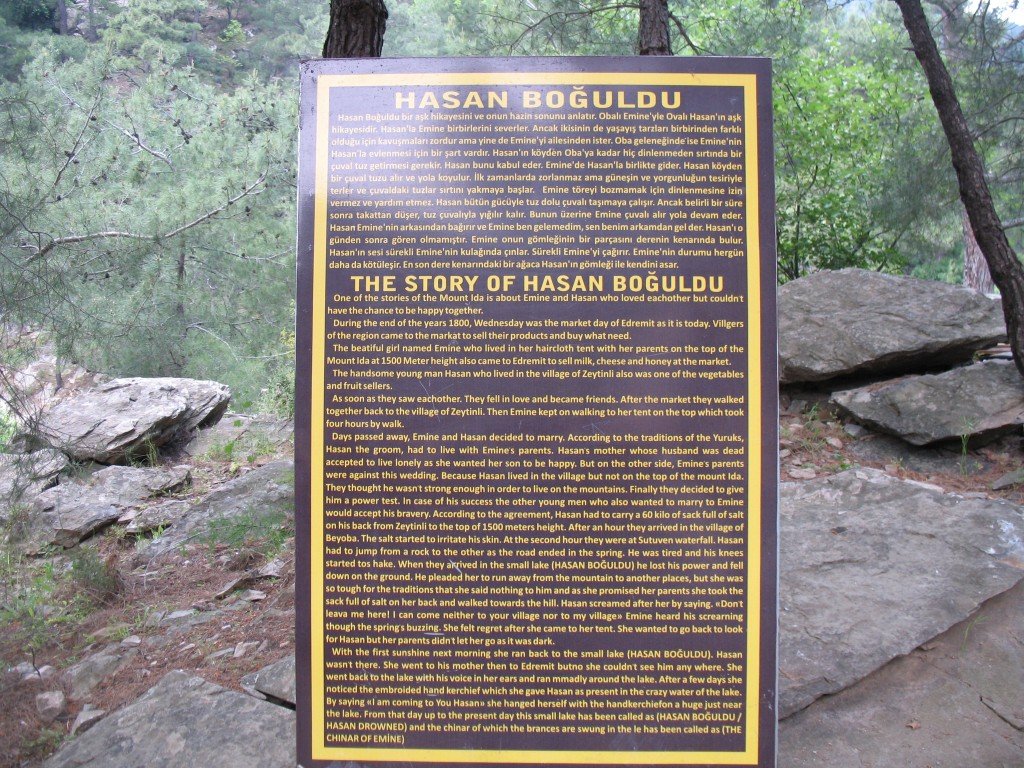 HASAN BOĞULDU
Hasan Boğuldu bir aşk hikayesini ve onun hazin sonunu anlatır. Obalı Emine'yle Ovalı Hasan'ın aşk
hikayesidir. Hasan'la Emine birbirlerini severler. Ancak ikisinin de yaşayış tarzları birbirinden farklı
olduğu için kavuşmaları zordur ama yine de Emine'yi ailesinden ister. Oba geleneğinde ise Emine'nin
Hasan'la evlenmesi için bir şart vardır. Hasan'ın köyden Oba'ya kadar hiç dinlenmeden sırtında bir
çuval tuz getirmesi gerekir. Hasan bunu kabul eder. Emine'de Hasan'la birlikte gider. Hasan köyden
bir çuval tuzu alır ve yola koyulur. İlk zamanlarda zorlanmaz ama güneşin ve yorgunluğun tesiriyle
terler ve çuvaldaki tuzlar sırtını yakmaya başlar. Emine töreyi bozmamak için dinlenmesine izin
vermez ve yardım etmez. Hasan bütün gücüyle tuz dolu çuvalı taşımaya çalışır. Ancak belirli bir süre
sonra takattan düşer, tuz çuvalıyla yığılır kalır. Bunun üzerine Emine çuvalı alır yola devam eder.
Hasan Emine'nin arkasından bağırır ve Emine ben gelemedim, sen benim arkamdan gel der. Hasan'ı o
günden sonra gören olmamıştır. Emine onun gömleğinin bir parçasını derenin kenarında bulur.
Hasan'ın sesi sürekli Emine'nin kulağında çınlar. Sürekli Emine'yi çağırır. Emine'nin durumu hergün
daha da kötüleşir. En son dere kenarındaki bir ağaca Hasan'ın gömleği ile kendini asar.
THE STORY OF HASAN BOĞULDU
One of the stories of the Mount Ida is about Emine and Hasan who loved eachother but couldn't
have the chance to be happy together.
During the end of the years 1800, Wednesday was the market day of Edremit as it is today. Villgers
of the region came to the markat to sell their products and buy what need.
The beatiful girl named Emine who lived in her haircloth tent with her parents on the top of the
Mount Ida at 1500 Meter height also came to Edremit to sell milk, cheese and honey at the market.
The handsome young man Hasan who lived in the village of Zeytinli also was one of the vegetables
and fruit sellers.
As soon as they saw eachother. They fell in love and became friends. After the market they walked
together back to the village of Zeytinli. Then Emine kept on walking to her tent on the top which took
four hours by walk.
Days passed away, Emine and Hasan decided to marry. According to the traditions of the Yuruks,
Hasan the groom, had to live with Emine's parents. Hasan's mother whose husband was dead
accepted to live lonely as she wanted her son to be happy. But on the other side, Emine's parents
were against this wedding. Because Hasan lived in the village but not on the top of the mount Ida.
They thought he wasn't strong enough in order to live on the mountains. Finally they decided to give
him a power test. In case of his success the other young men who also wanted to marry to Emine
would accept his bravery. According to the agreement, Hasan had to carry a 60 kilo of sack full of salt
on his back from Zeytinli to the top of 1500 meters height. After an hour they arrived in the village of
Beyoba. The salt started to irritate his skin. At the second hour they were at Sutuven waterfall. Hasan
had to jump from a rock to the other as the road ended in the spring. He was tired and his knees
started tos hake. When they arrived in the small lake (HASAN BOĞULDU) he lost his power and fell
down on the ground. He pleaded her to run away from the mountain to another places, but she was
so tough for the traditions that she said nothing to him and as she promised her parents she took the
sack full of salt on her back and walked towards the hill. Hasan screamed after her by saying. «Don't
leava me here! I can come neither to your village nor to my village» Emine heard his screarning
though the spring's buzzing. She felt regret after she came to her tent. She wanted to go back to look
for Hasan but her parents didn't let her go as it was dark.
With the first sunshine next morning she ran back to the small lake (HASAN BOĞULDU). Hasan
wasn't there. She went to his mother then to Edremit butno she couldn't see him any where. She
went back to the lake with his voice in her ears and ran mmadly around the lake. After a few days she
noticed the embroided hand kerchief which she gave Hasan as present in the crazy water of the lake.
By saying «I am coming to You Hasan» she hanged herself with the handkerchiefon a huge just near
the lake. From that day up to the present day this small lake has been called as (HASAN BOĞULDU /
HASAN DROWNED) and the chinar of which the brances are swung in the le has been called as (THE
CHINAR OF EMİNE)